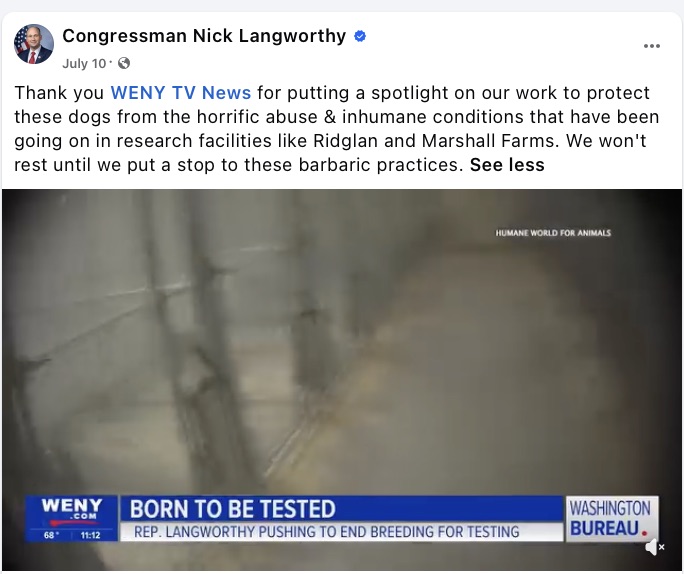 Congressman Nick Langworthy
July 10 ·
Thank you WENY TV News for putting a spotlight on our work to protect
these dogs from the horrific abuse & inhumane conditions that have been
going on in research facilities like Ridglan and Marshall Farms. We won't
rest until we put a stop to these barbaric practices. See less
HUMANE WORLD FOR ANIMALS
WENY
.COM
68° 11:12
BORN TO BE TESTED
REP. LANGWORTHY PUSHING TO END BREEDING FOR TESTING
WASHINGTON
BUREAU.